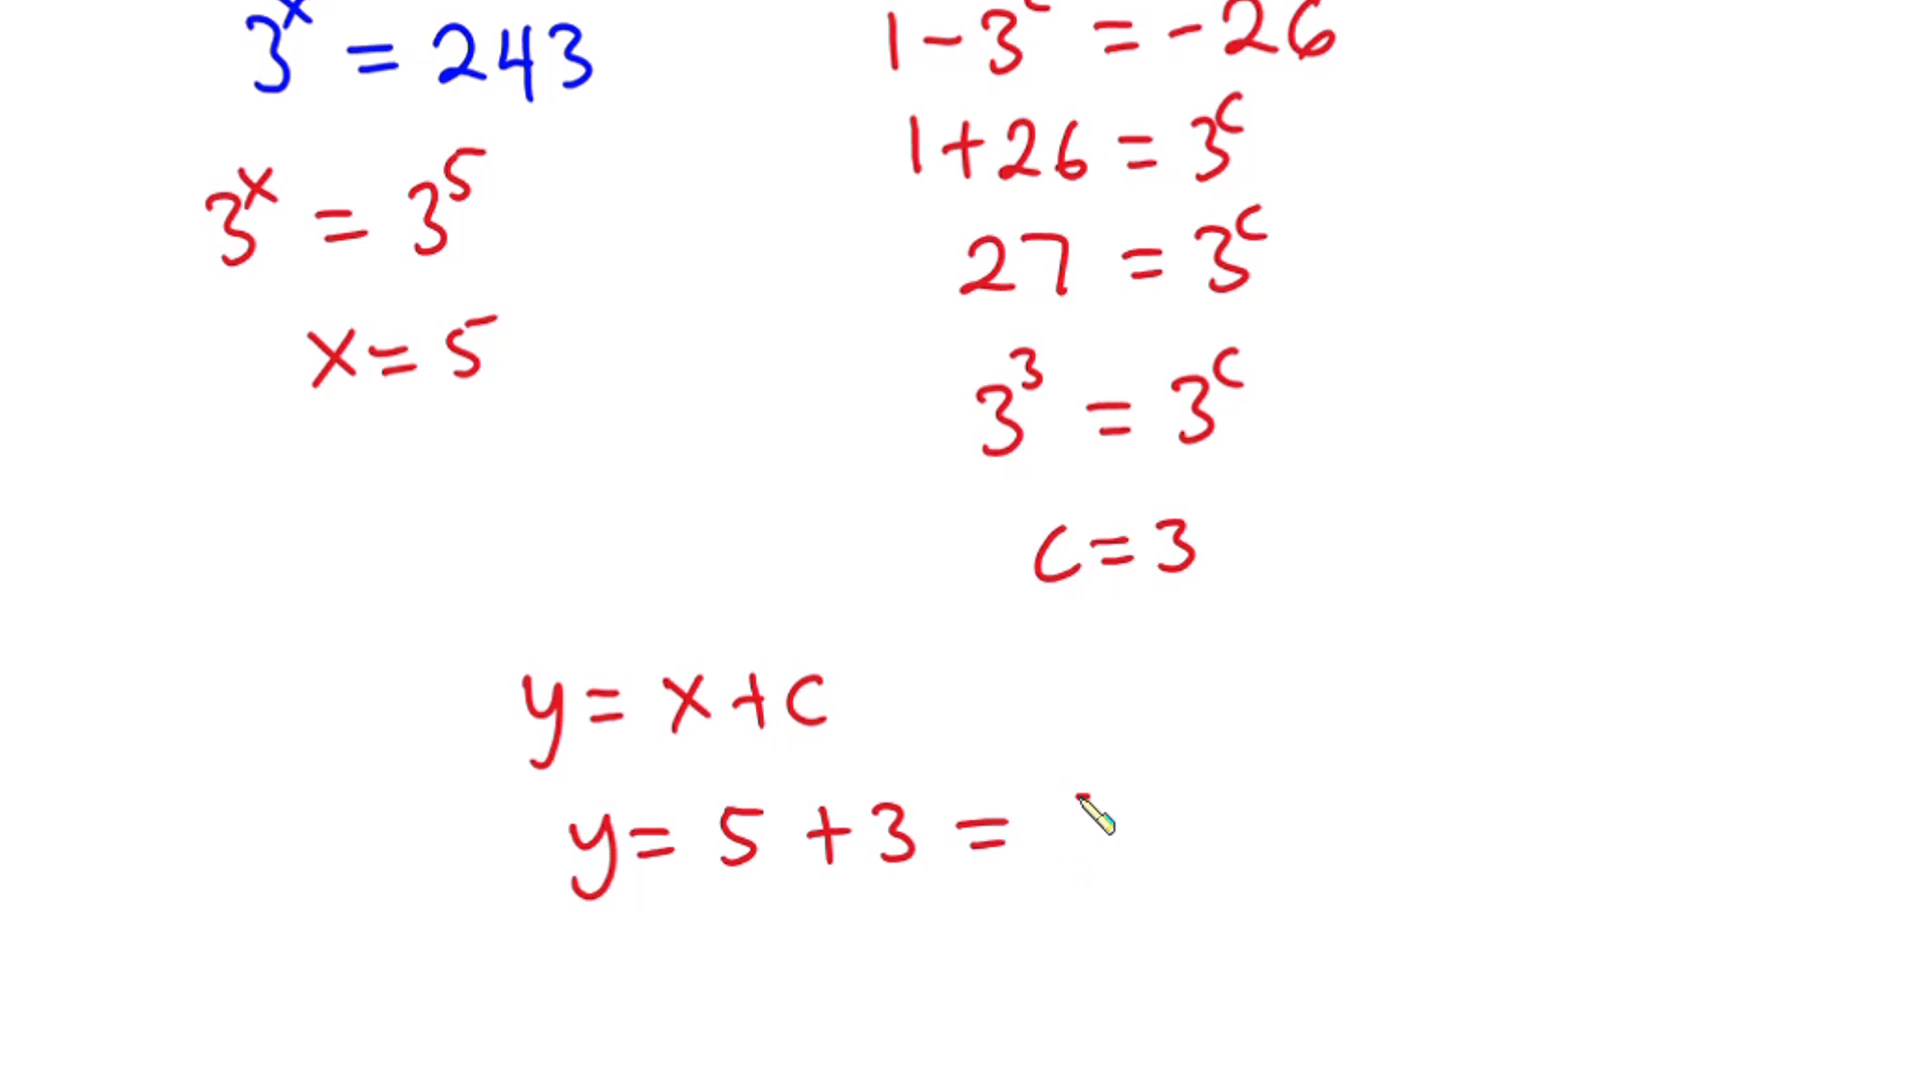 3^x = 243
3^x = 3^5
x = 5
1 - 3^c = -26
1 + 26 = 3^c
27 = 3^c
3^3 = 3^c
c = 3
y = x + c
y = 5 + 3 =